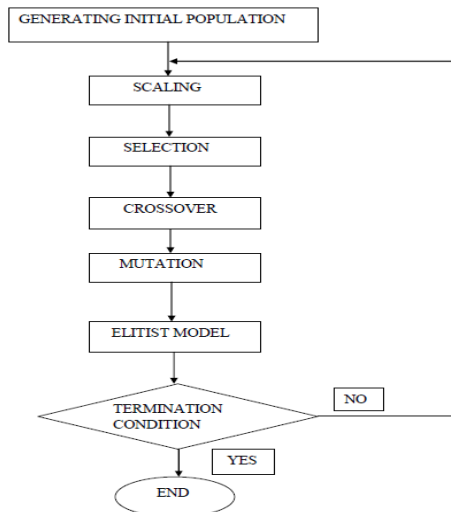 GENERATING INITIAL POPULATION
SCALING
SELECTION
CROSSOVER
MUTATION
ELITIST MODEL
TERMINATION
CONDITION
NO
YES
END